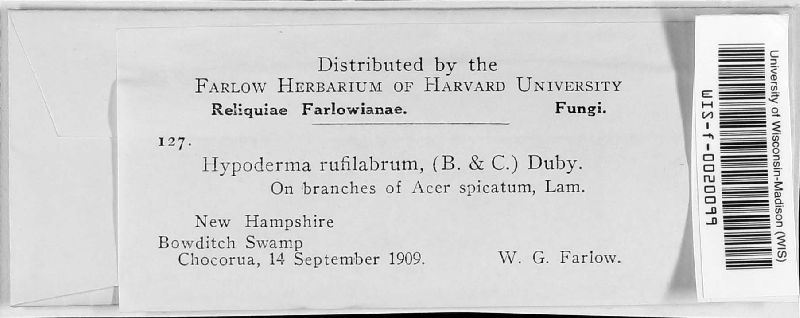 Distributed by the
FARLOW HERBARIUM OF HARVARD UNIVERSITY
Reliquiae Farlowianae. Fungi.
127.
Hypoderma rufilabrum, (B. & C.) Duby.
On branches of Acer spicatum, Lam.
New Hampshire
Bowditch Swamp
Chocorua, 14 September 1909. W. G. Farlow.
University of Wisconsin-Madison (WIS)
WIS-f-0020099